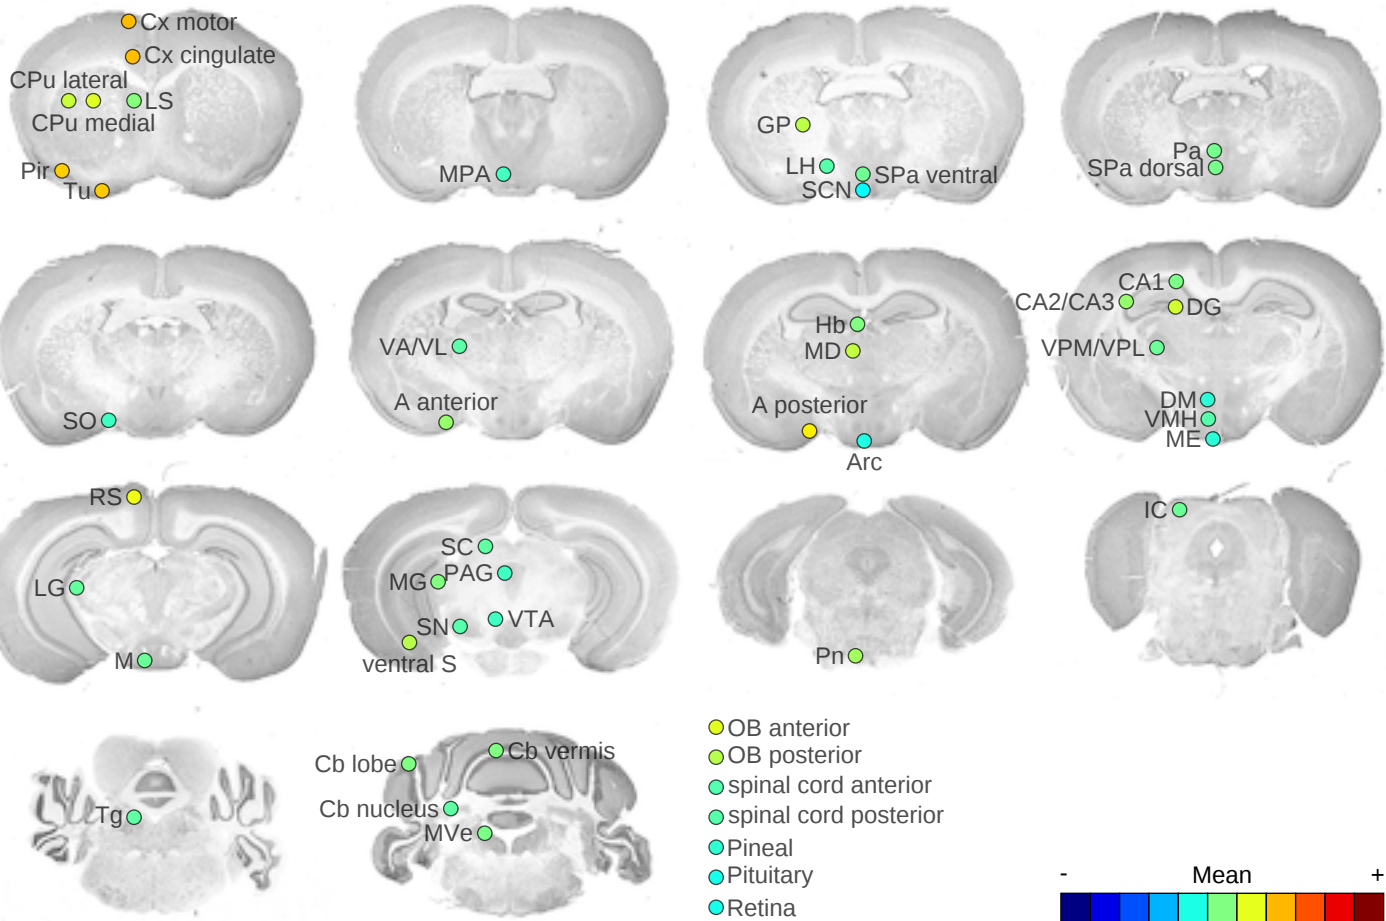 Cx motor
Cx cingulate
CPu lateral
LS
CPu medial
Pir
Tu
MPA
GP
LH
SPa ventral
SCN
Pa
SPa dorsal
SO
VA/VL
A anterior
Hb
MD
A posterior
Arc
CA1
CA2/CA3
DG
VPM/VPL
DM
VMH
ME
RS
LG
M
SC
MG
PAG
SN
VTA
ventral S
Pn
IC
Tg
Cb lobe
Cb vermis
Cb nucleus
MVe
OB anterior
OB posterior
spinal cord anterior
spinal cord posterior
Pineal
Pituitary
Retina
- Mean +